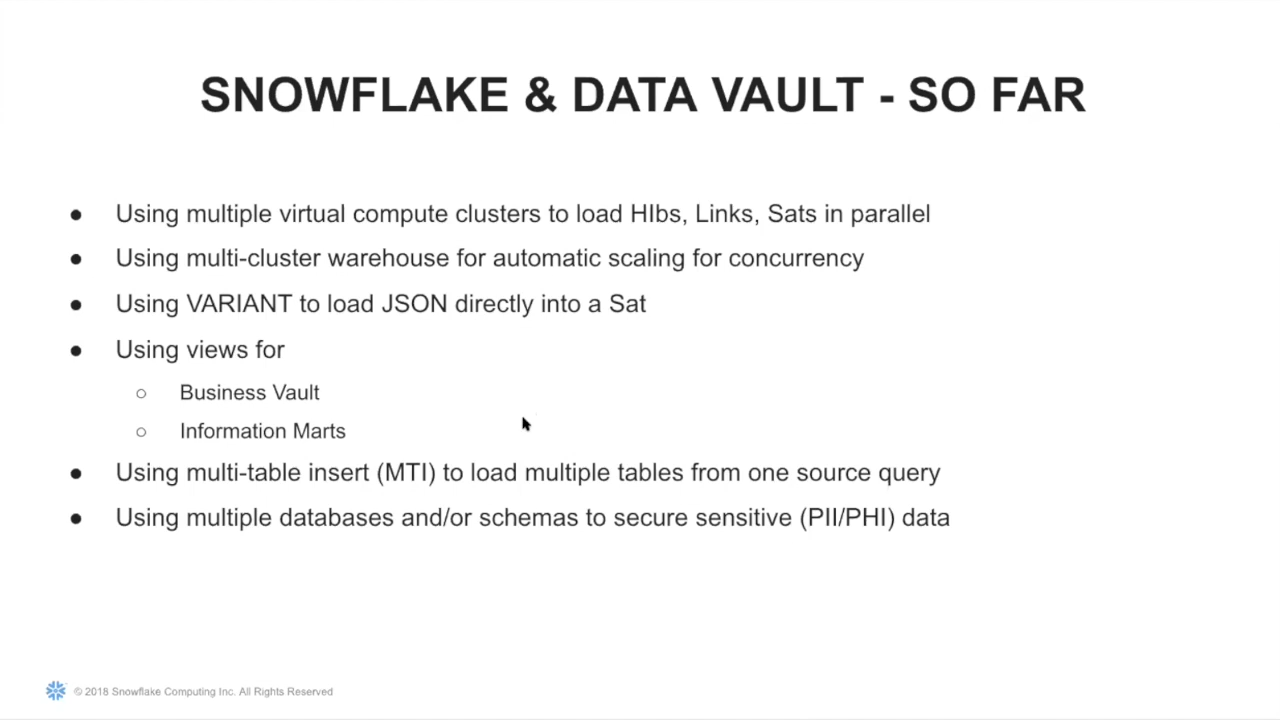 SNOWFLAKE & DATA VAULT - SO FAR
● Using multiple virtual compute clusters to load HIbs, Links, Sats in parallel
● Using multi-cluster warehouse for automatic scaling for concurrency
● Using VARIANT to load JSON directly into a Sat
● Using views for
○ Business Vault
○ Information Marts
● Using multi-table insert (MTI) to load multiple tables from one source query
● Using multiple databases and/or schemas to secure sensitive (PII/PHI) data
© 2018 Snowflake Computing Inc. All Rights Reserved